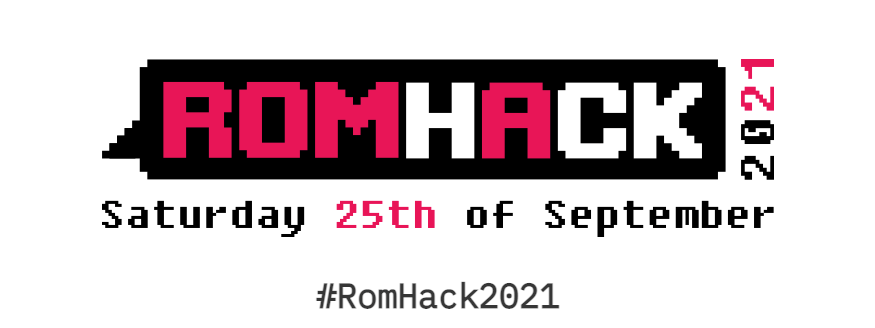 ROMHACK
2021
Saturday 25th of September
#RomHack2021